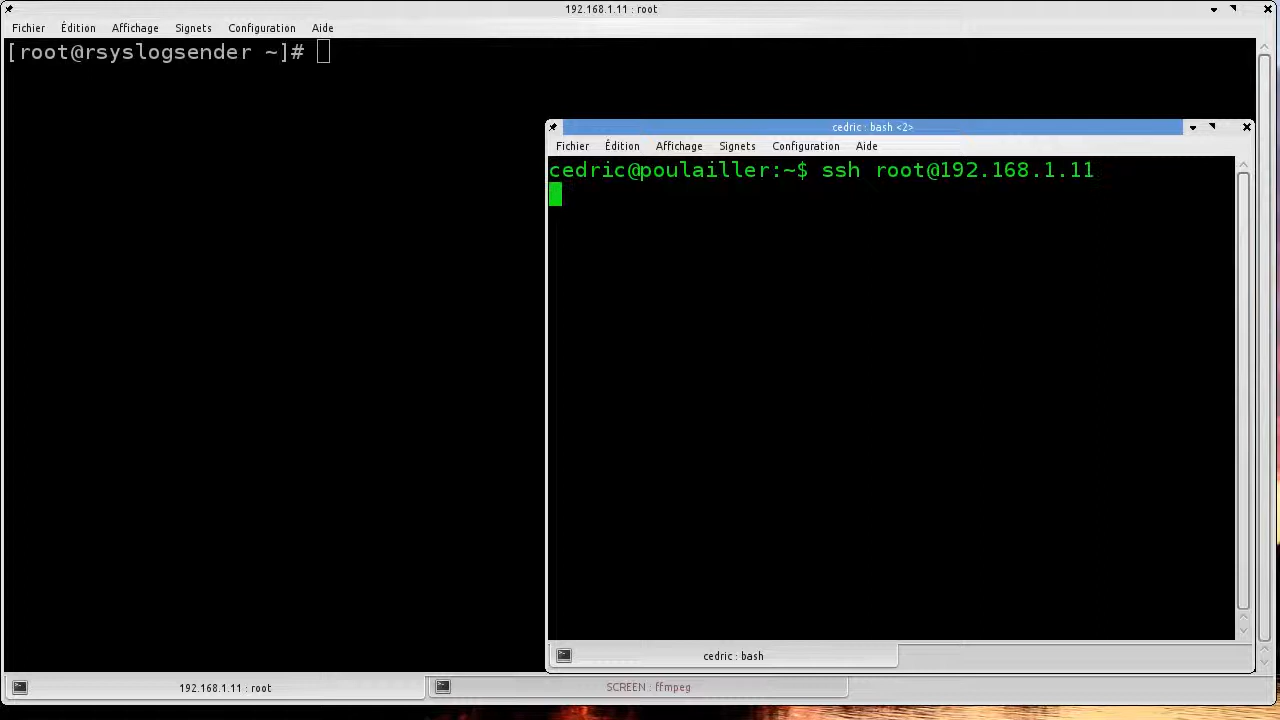 192.168.1.11 : root
Fichier Édition Affichage Signets Configuration Aide
[root@rsyslogsender ~]#
cedric : bash <2>
Fichier Édition Affichage Signets Configuration Aide
cedric@poulailler:~$ ssh root@192.168.1.11
cedric : bash
192.168.1.11 : root
SCREEN : ffmpeg